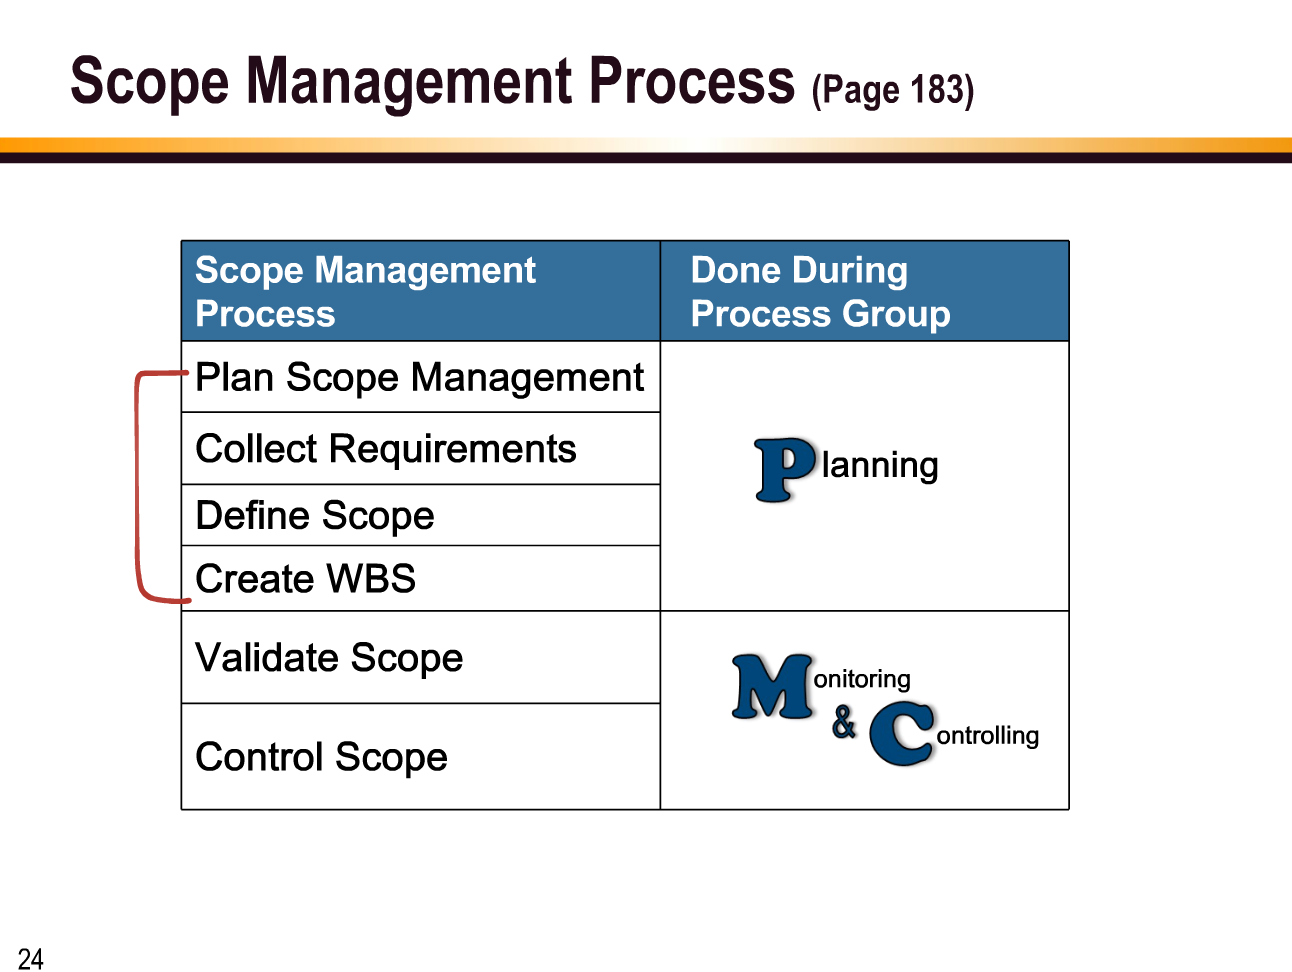 Scope Management Process (Page 183)
Scope Management
Process
Done During
Process Group
Plan Scope Management
Collect Requirements
Define Scope
Create WBS
Planning
Validate Scope
Control Scope
Monitoring
& Controlling
24